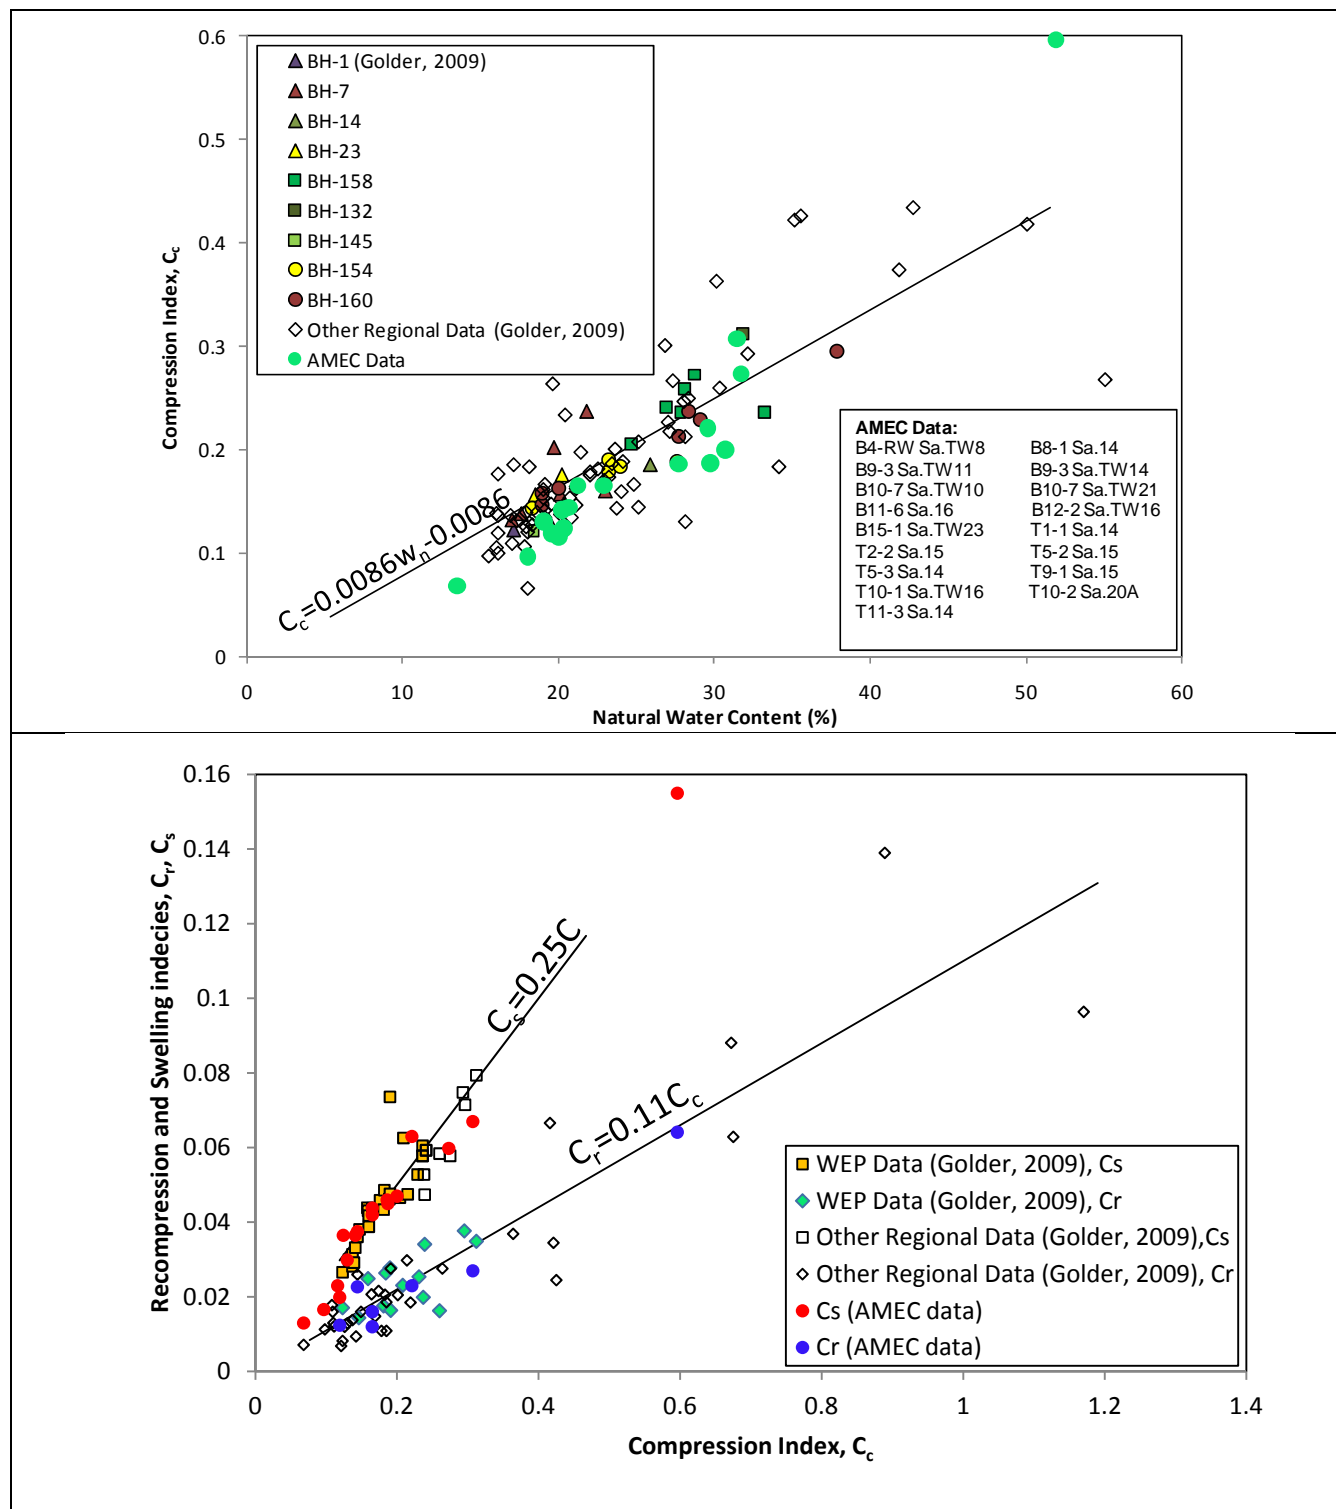 0.6
0.5
0.4
0.3
0.2
0.1
0
Compression Index, Cc
BH-1 (Golder, 2009)
BH-7
BH-14
BH-23
BH-158
BH-132
BH-145
BH-154
BH-160
Other Regional Data (Golder, 2009)
AMEC Data
Cc=0.0086wn-0.0086
AMEC Data:
B4-RW Sa.TW8 B8-1 Sa.14
B9-3 Sa.TW11 B9-3 Sa.TW14
B10-7 Sa.TW10 B10-7 Sa.TW21
B11-6 Sa.16 B12-2 Sa.TW16
B15-1 Sa.TW23 T1-1 Sa.14
T2-2 Sa.15 T5-2 Sa.15
T5-3 Sa.14 T9-1 Sa.15
T10-1 Sa.TW16 T10-2 Sa.20A
T11-3 Sa.14
0 10 20 30 40 50 60
Natural Water Content (%)
0.16
0.14
0.12
0.1
0.08
0.06
0.04
0.02
0
Recompression and Swelling indecies, Cr, Cs
Cs=0.25C
Cr=0.11Cc
WEP Data (Golder, 2009), Cs
WEP Data (Golder, 2009), Cr
Other Regional Data (Golder, 2009),Cs
Other Regional Data (Golder, 2009), Cr
Cs (AMEC data)
Cr (AMEC data)
0 0.2 0.4 0.6 0.8 1 1.2 1.4
Compression Index, Cc